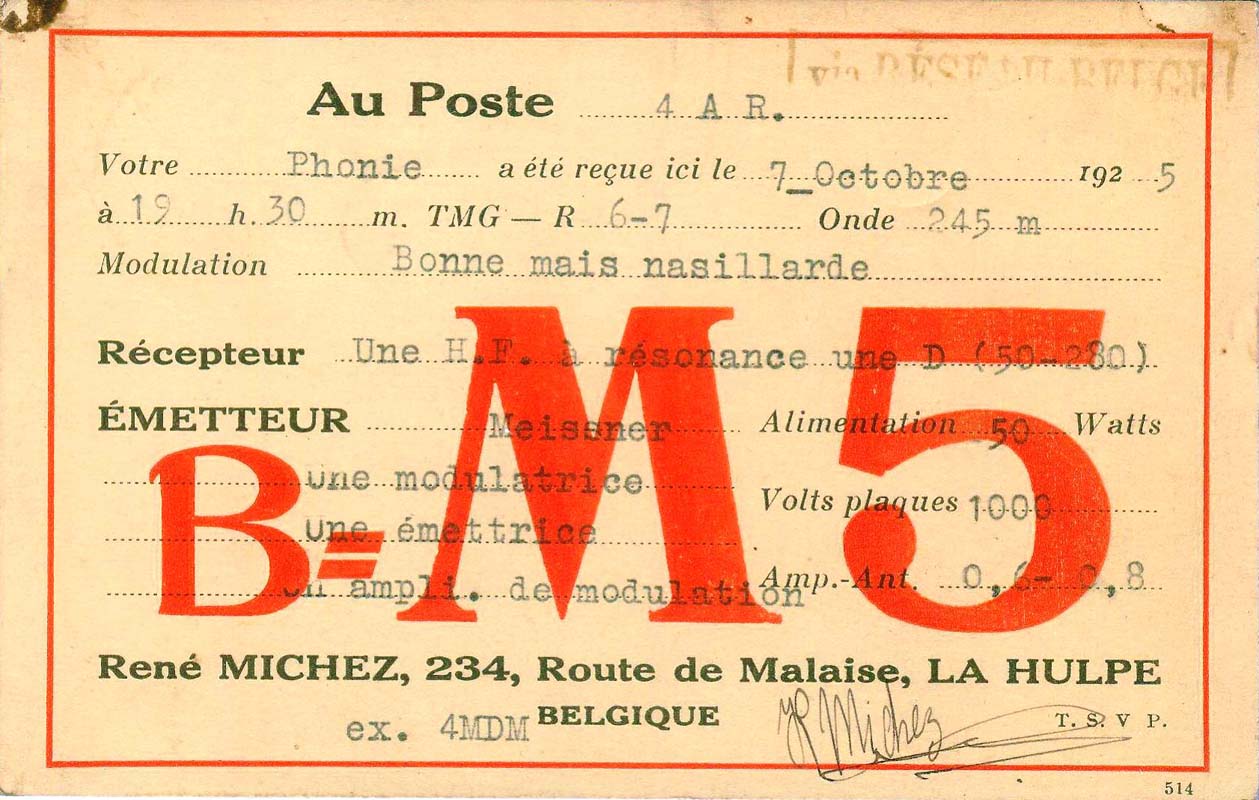 via RÉSEAU BELGE
Au Poste 4 A R.
Votre Phonie a été reçue ici le 7_Octobre 192 5
à 19 h. 30 m. TMG — R 6-7 Onde 245 m
Modulation Bonne mais nasillarde
Récepteur Une H.F. à résonance une D (50-280)
ÉMETTEUR Meissner Alimentation 50 Watts
Une modulatrice
Volts plaques 1000
Une émettrice
Un ampli. de modulation Amp.-Ant. 0,6- 0,8
B=M5
René MICHEZ, 234, Route de Malaise, LA HULPE
ex. 4MDM BELGIQUE Michez T. S. V P.
514